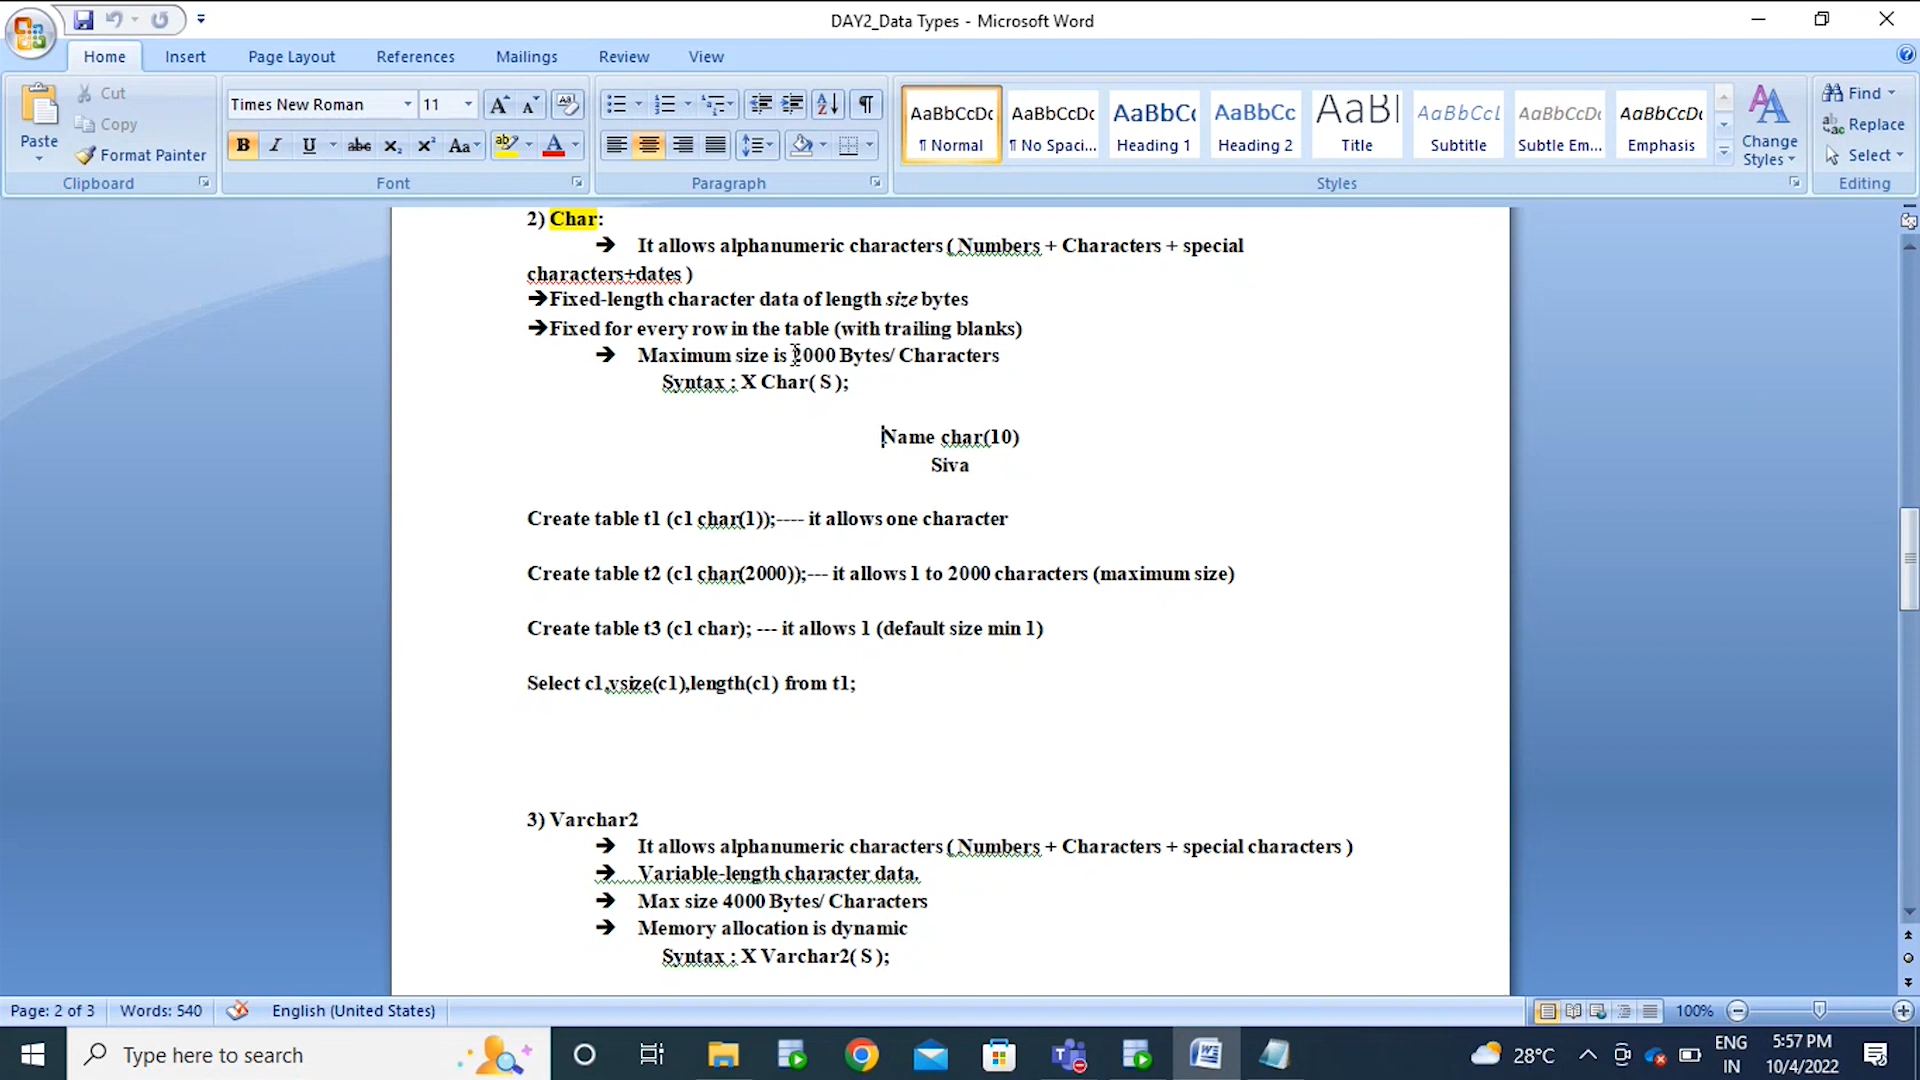 DAY2_Data Types - Microsoft Word
Home Insert Page Layout References Mailings Review View
Paste
Cut
Copy
Format Painter
Clipboard
Times New Roman 11
Font
Paragraph
AaBbCcDc AaBbCcDc AaBbCc AaBbCc AaBl AaBbCcL AaBbCcDc AaBbCcDc
¶ Normal ¶ No Spaci... Heading 1 Heading 2 Title Subtitle Subtle Em... Emphasis
Change Styles
Styles
Find
Replace
Select
Editing
2) Char:
➔ It allows alphanumeric characters ( Numbers + Characters + special
characters+dates )
➔Fixed-length character data of length size bytes
➔Fixed for every row in the table (with trailing blanks)
➔ Maximum size is 2000 Bytes/ Characters
Syntax : X Char( S );
Name char(10)
Siva
Create table t1 (c1 char(1));---- it allows one character
Create table t2 (c1 char(2000));--- it allows 1 to 2000 characters (maximum size)
Create table t3 (c1 char); --- it allows 1 (default size min 1)
Select c1,vsize(c1),length(c1) from t1;
3) Varchar2
➔ It allows alphanumeric characters ( Numbers + Characters + special characters )
➔ Variable-length character data.
➔ Max size 4000 Bytes/ Characters
➔ Memory allocation is dynamic
Syntax : X Varchar2( S );
Page: 2 of 3 Words: 540 English (United States) 100%
Type here to search
28°C
ENG
IN
5:57 PM
10/4/2022